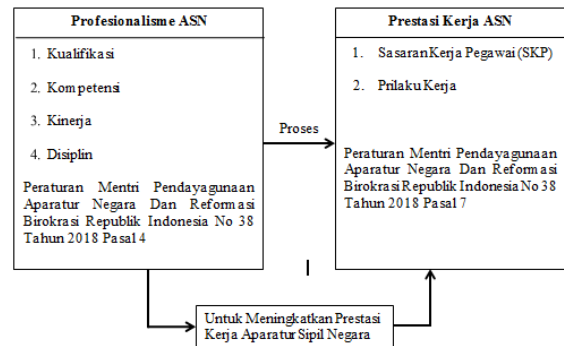 Profesionalisme ASN
1. Kualifikasi
2. Kompetensi
3. Kinerja
4. Disiplin
Peraturan Mentri Pendayagunaan
Aparatur Negara Dan Reformasi
Birokrasi Republik Indonesia No 38
Tahun 2018 Pasal 4
Proses
Prestasi Kerja ASN
1. Sasaran Kerja Pegawai (SKP)
2. Prilaku Kerja
Peraturan Mentri Pendayagunaan
Aparatur Negara Dan Reformasi
Birokrasi Republik Indonesia No 38
Tahun 2018 Pasal 7
Untuk Meningkatkan Prestasi
Kerja Aparatur Sipil Negara